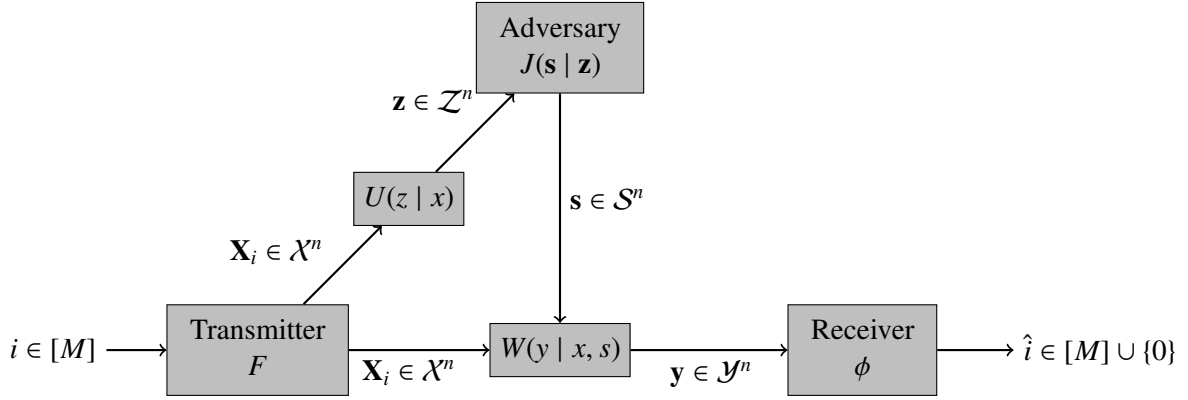 Adversary
J(𝐬 | 𝐳)
𝐳 ∈ 𝒵ⁿ
U(z | x)
𝐬 ∈ 𝒮ⁿ
𝐗ᵢ ∈ 𝒳ⁿ
i ∈ [M]
Transmitter
F
𝐗ᵢ ∈ 𝒳ⁿ
W(y | x, s)
𝐲 ∈ 𝒴ⁿ
Receiver
ϕ
î ∈ [M] ∪ {0}